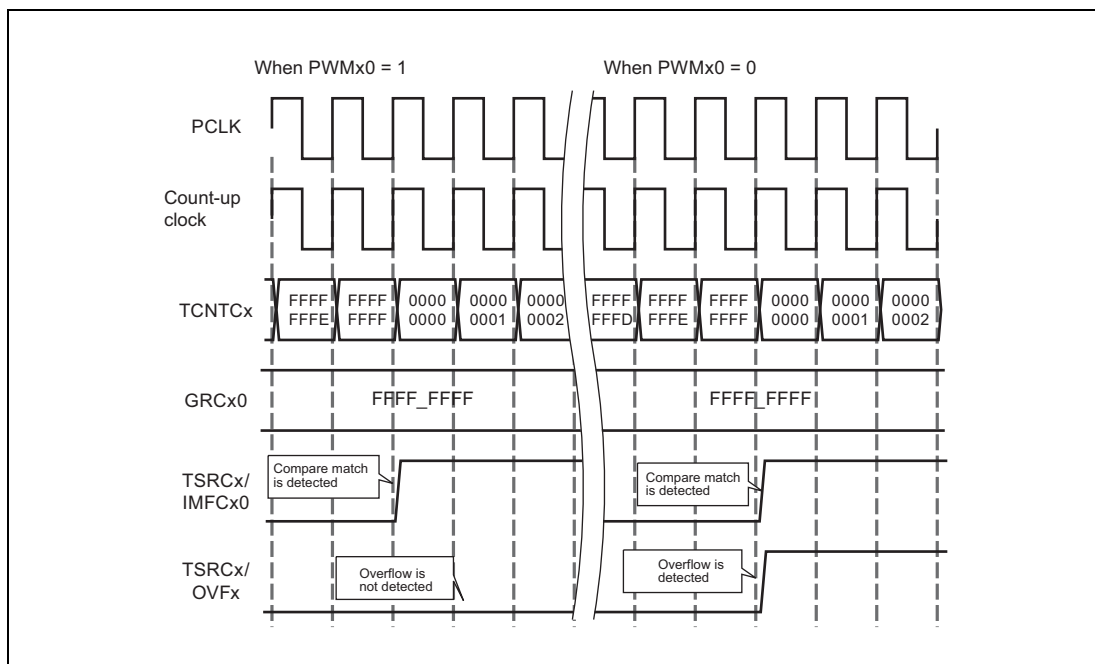 When PWMx0 = 1
When PWMx0 = 0
PCLK
Count-up
clock
TCNTCx
FFFF
FFFE
FFFF
FFFF
0000
0000
0000
0001
0000
0002
FFFF
FFFD
FFFF
FFFE
FFFF
FFFF
0000
0000
0000
0001
0000
0002
GRCx0
FFFF_FFFF
FFFF_FFFF
TSRCx/
IMFCx0
Compare match
is detected
Compare match
is detected
TSRCx/
OVFx
Overflow is
not detected
Overflow is
detected